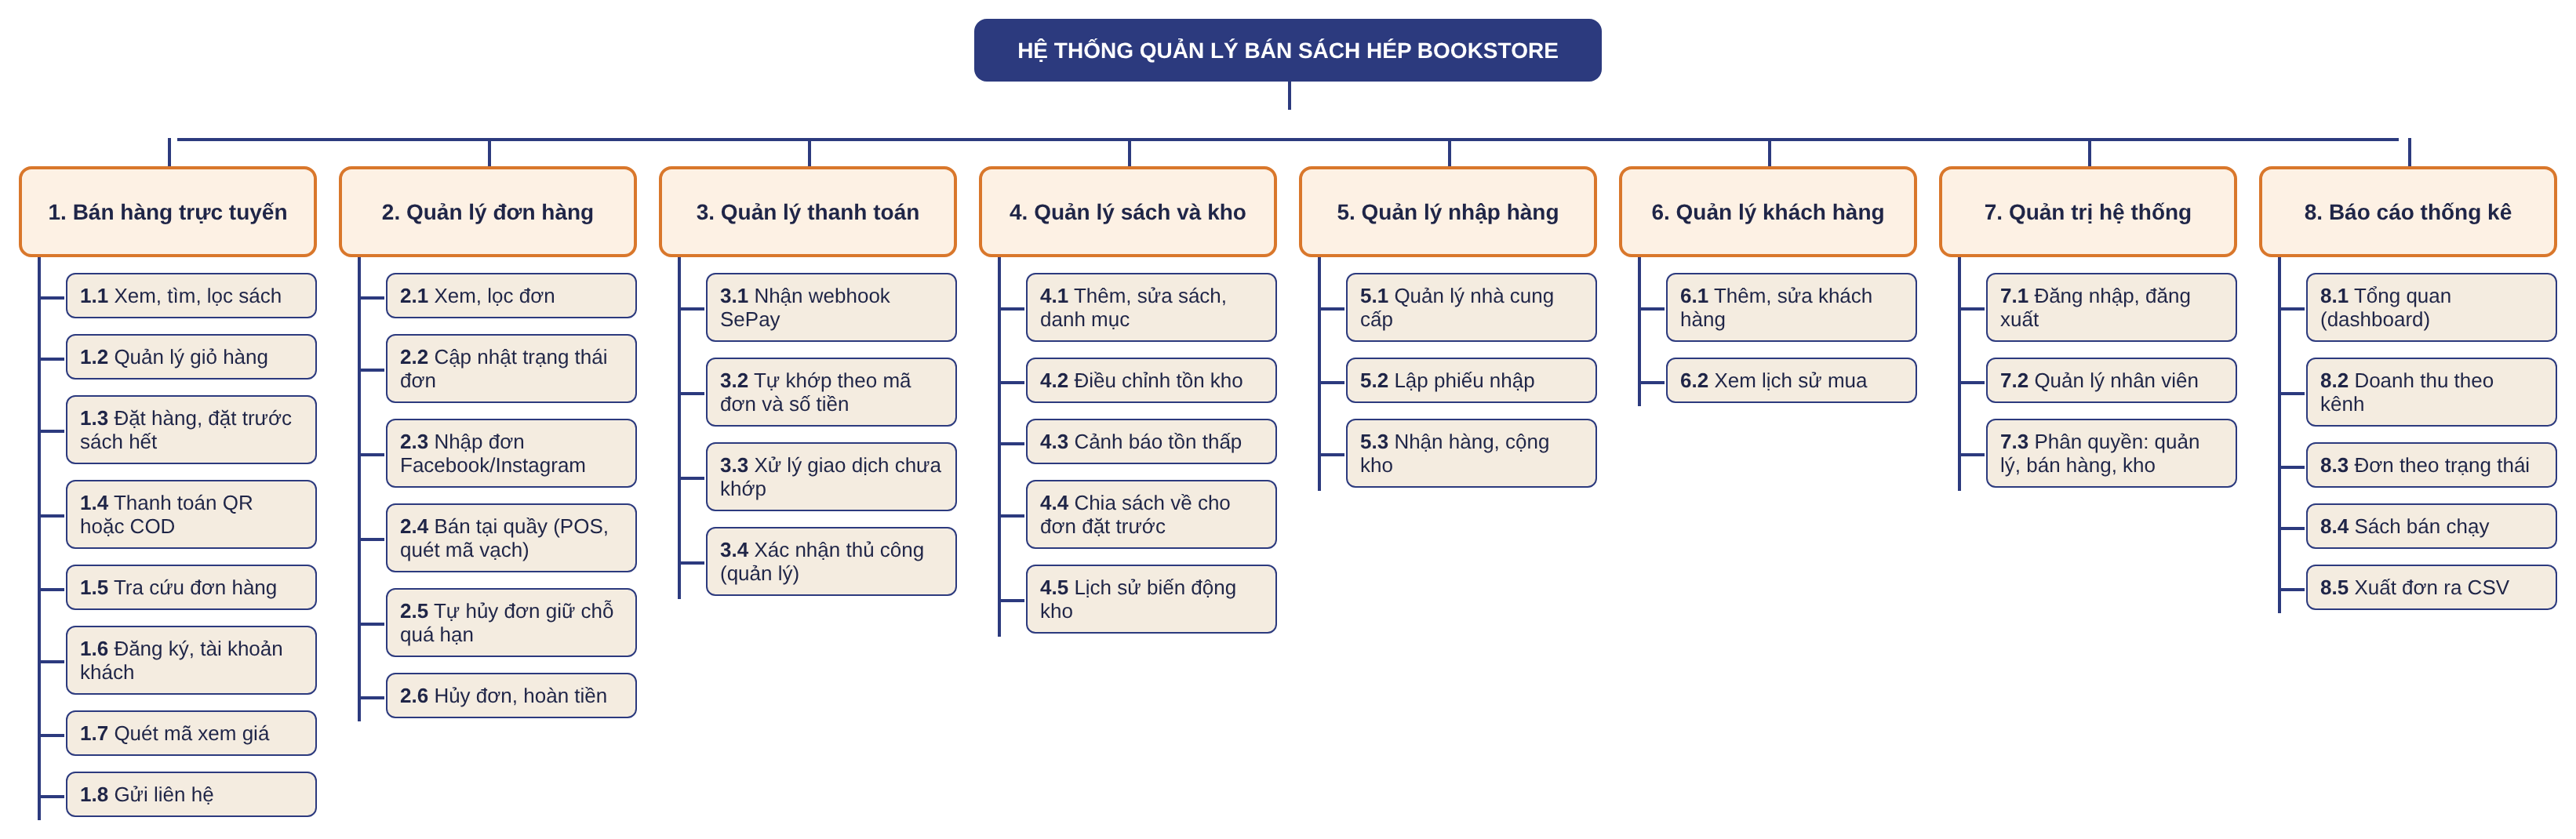 HỆ THỐNG QUẢN LÝ BÁN SÁCH HÉP BOOKSTORE
1. Bán hàng trực tuyến
1.1 Xem, tìm, lọc sách
1.2 Quản lý giỏ hàng
1.3 Đặt hàng, đặt trước
sách hết
1.4 Thanh toán QR
hoặc COD
1.5 Tra cứu đơn hàng
1.6 Đăng ký, tài khoản
khách
1.7 Quét mã xem giá
1.8 Gửi liên hệ
2. Quản lý đơn hàng
2.1 Xem, lọc đơn
2.2 Cập nhật trạng thái
đơn
2.3 Nhập đơn
Facebook/Instagram
2.4 Bán tại quầy (POS,
quét mã vạch)
2.5 Tự hủy đơn giữ chỗ
quá hạn
2.6 Hủy đơn, hoàn tiền
3. Quản lý thanh toán
3.1 Nhận webhook
SePay
3.2 Tự khớp theo mã
đơn và số tiền
3.3 Xử lý giao dịch chưa
khớp
3.4 Xác nhận thủ công
(quản lý)
4. Quản lý sách và kho
4.1 Thêm, sửa sách,
danh mục
4.2 Điều chỉnh tồn kho
4.3 Cảnh báo tồn thấp
4.4 Chia sách về cho
đơn đặt trước
4.5 Lịch sử biến động
kho
5. Quản lý nhập hàng
5.1 Quản lý nhà cung
cấp
5.2 Lập phiếu nhập
5.3 Nhận hàng, cộng
kho
6. Quản lý khách hàng
6.1 Thêm, sửa khách
hàng
6.2 Xem lịch sử mua
7. Quản trị hệ thống
7.1 Đăng nhập, đăng
xuất
7.2 Quản lý nhân viên
7.3 Phân quyền: quản
lý, bán hàng, kho
8. Báo cáo thống kê
8.1 Tổng quan
(dashboard)
8.2 Doanh thu theo
kênh
8.3 Đơn theo trạng thái
8.4 Sách bán chạy
8.5 Xuất đơn ra CSV